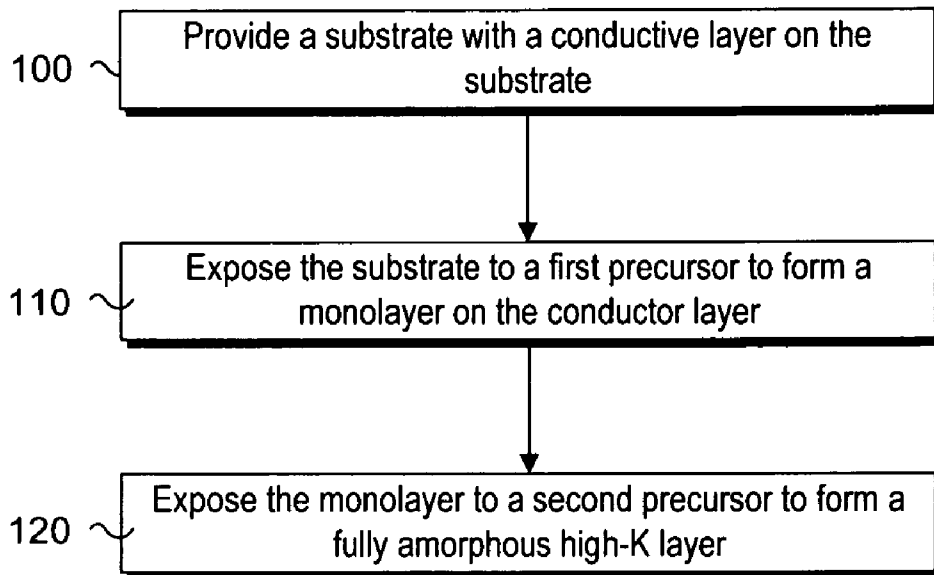 100
Provide a substrate with a conductive layer on the
substrate
110
Expose the substrate to a first precursor to form a
monolayer on the conductor layer
120
Expose the monolayer to a second precursor to form a
fully amorphous high-K layer